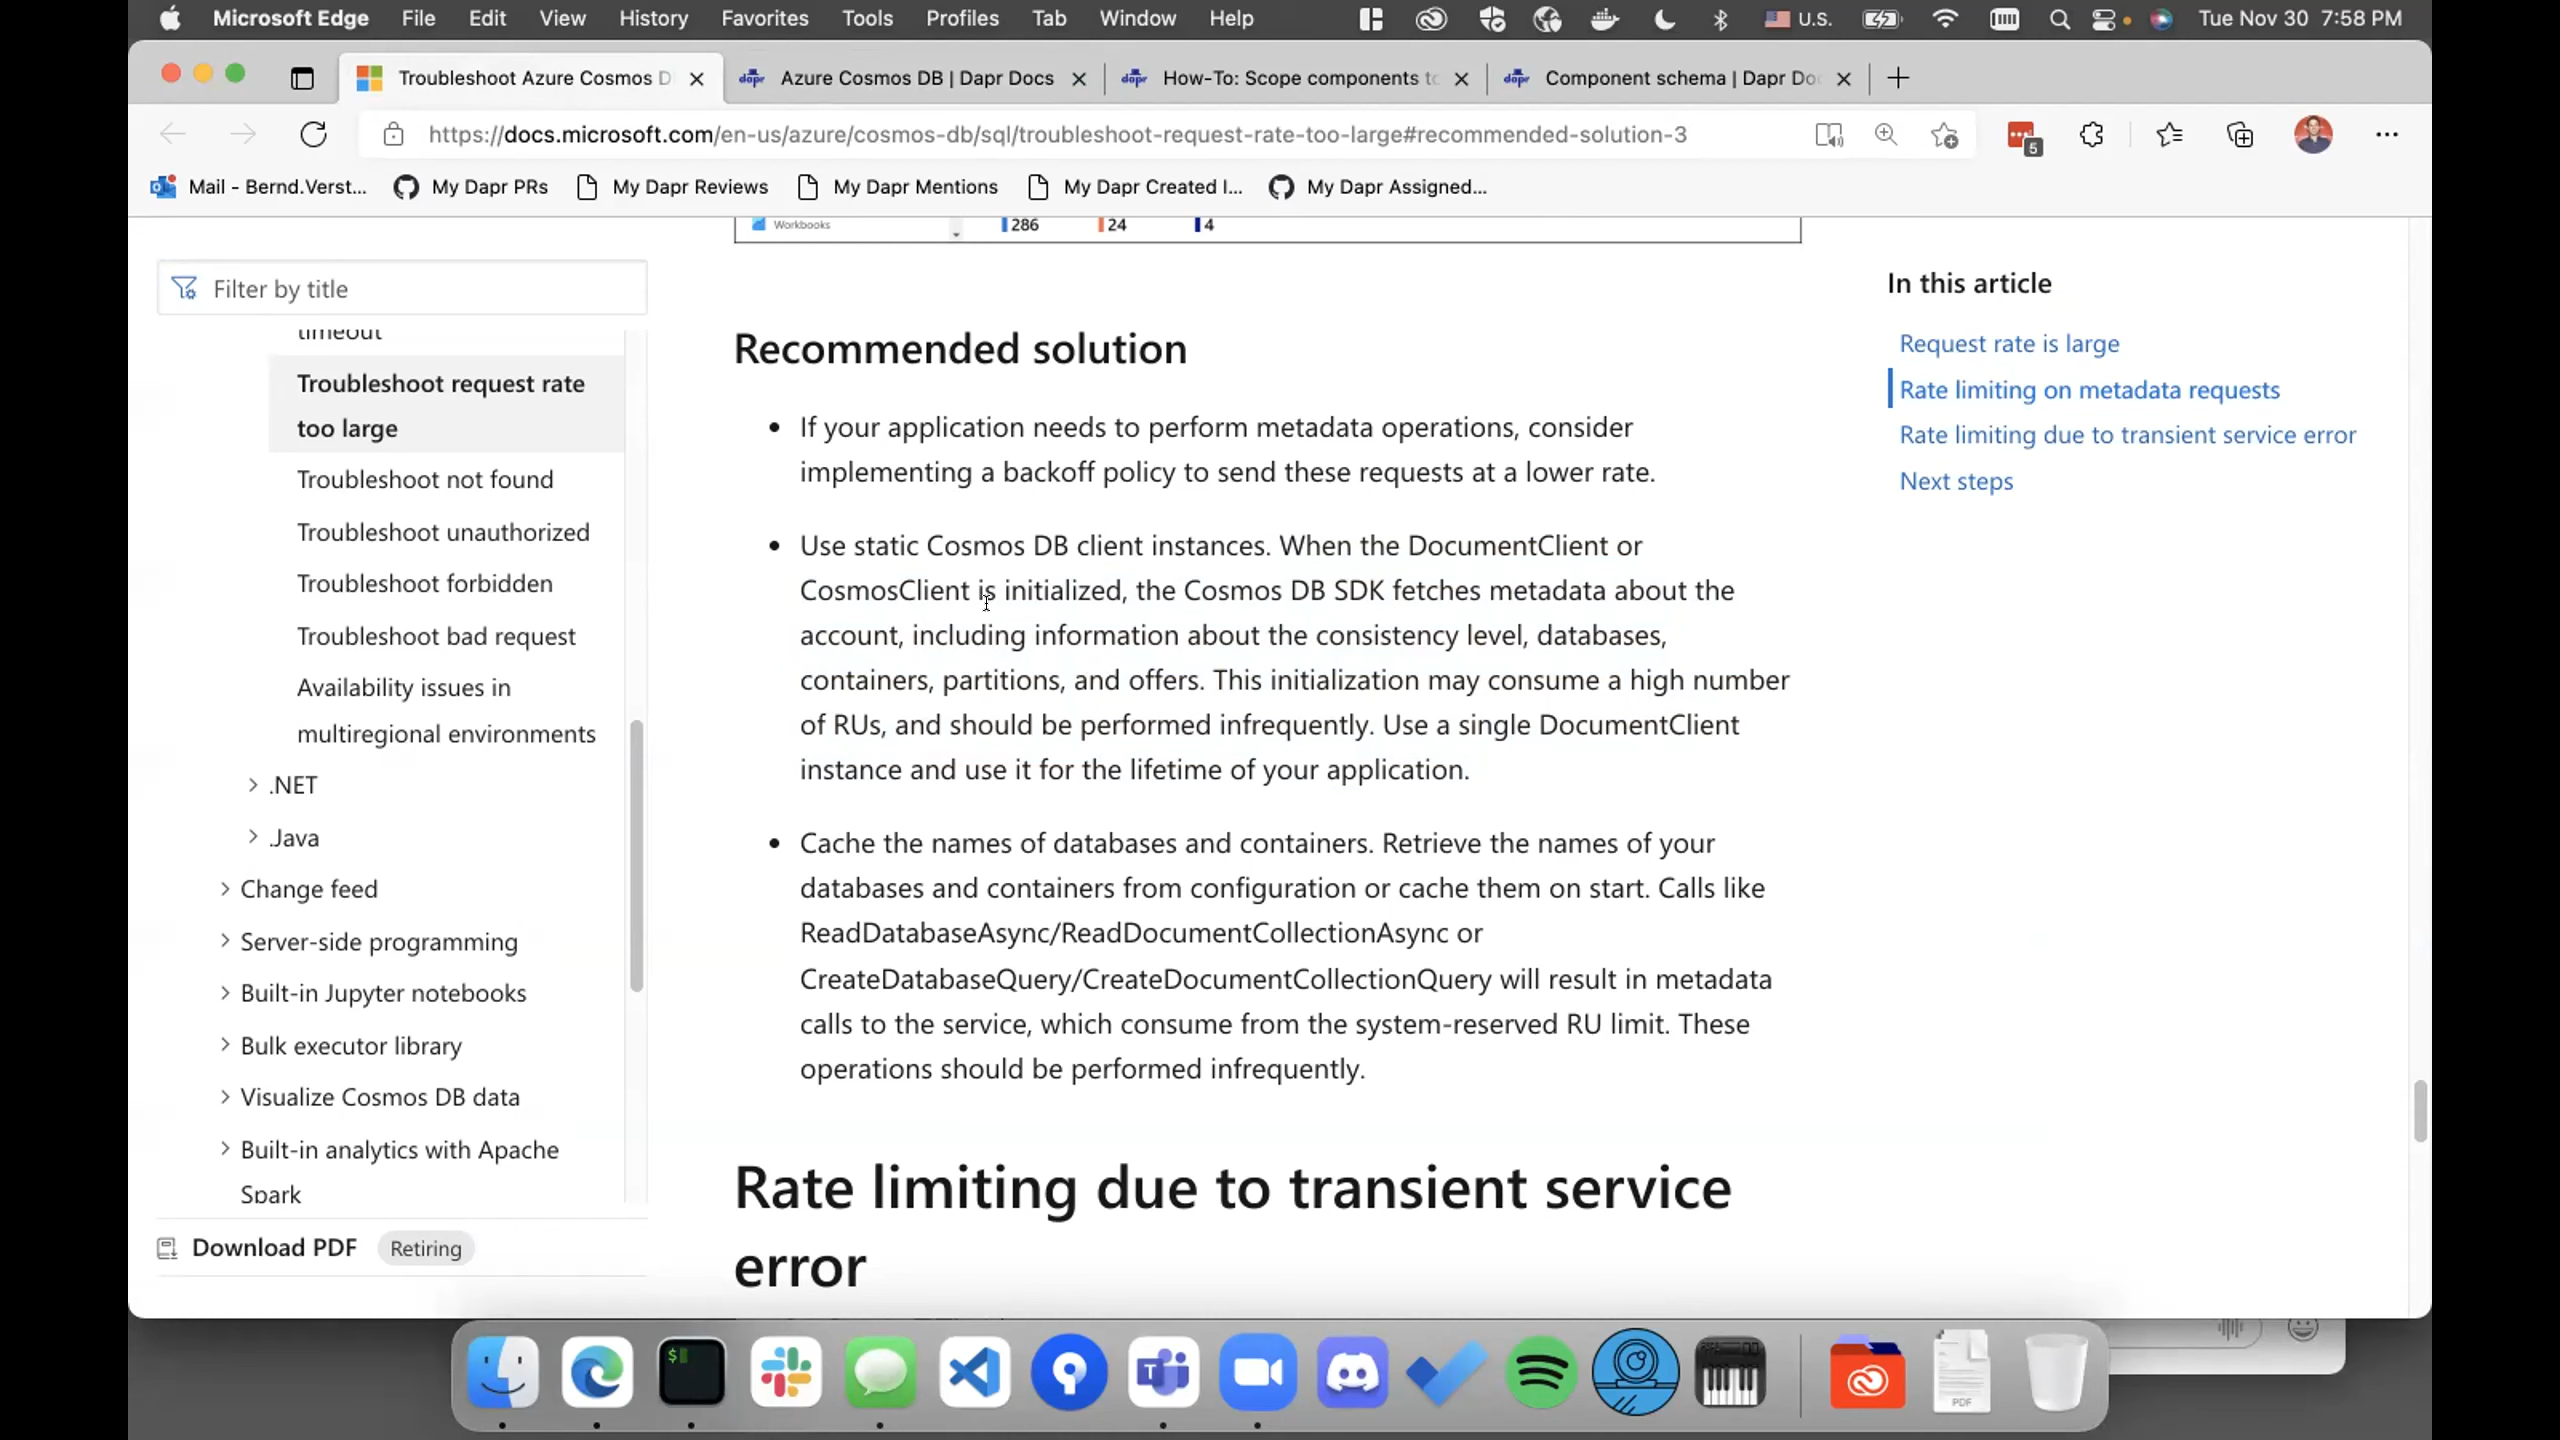 Microsoft Edge File Edit View History Favorites Tools Profiles Tab Window Help U.S. Tue Nov 30 7:58 PM
Troubleshoot Azure Cosmos D
dapr Azure Cosmos DB | Dapr Docs
dapr How-To: Scope components to
dapr Component schema | Dapr Do
https://docs.microsoft.com/en-us/azure/cosmos-db/sql/troubleshoot-request-rate-too-large#recommended-solution-3
5
Mail - Bernd.Verst... My Dapr PRs My Dapr Reviews My Dapr Mentions My Dapr Created I... My Dapr Assigned...
Filter by title
timeout
Troubleshoot request rate
too large
Troubleshoot not found
Troubleshoot unauthorized
Troubleshoot forbidden
Troubleshoot bad request
Availability issues in
multiregional environments
.NET
.Java
Change feed
Server-side programming
Built-in Jupyter notebooks
Bulk executor library
Visualize Cosmos DB data
Built-in analytics with Apache
Spark
Download PDF Retiring
Workbooks 286 24 4
Recommended solution
• If your application needs to perform metadata operations, consider
implementing a backoff policy to send these requests at a lower rate.
• Use static Cosmos DB client instances. When the DocumentClient or
CosmosClient is initialized, the Cosmos DB SDK fetches metadata about the
account, including information about the consistency level, databases,
containers, partitions, and offers. This initialization may consume a high number
of RUs, and should be performed infrequently. Use a single DocumentClient
instance and use it for the lifetime of your application.
• Cache the names of databases and containers. Retrieve the names of your
databases and containers from configuration or cache them on start. Calls like
ReadDatabaseAsync/ReadDocumentCollectionAsync or
CreateDatabaseQuery/CreateDocumentCollectionQuery will result in metadata
calls to the service, which consume from the system-reserved RU limit. These
operations should be performed infrequently.
Rate limiting due to transient service
error
In this article
Request rate is large
Rate limiting on metadata requests
Rate limiting due to transient service error
Next steps
$
T
PDF